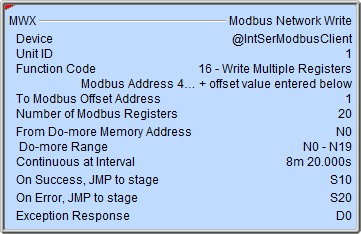 MWX Modbus Network Write
Device @IntSerModbusClient
Unit ID 1
Function Code 16 - Write Multiple Registers
Modbus Address 4... + offset value entered below
To Modbus Offset Address 1
Number of Modbus Registers 20
From Do-more Memory Address N0
Do-more Range N0 - N19
Continuous at Interval 8m 20.000s
On Success, JMP to stage S10
On Error, JMP to stage S20
Exception Response D0